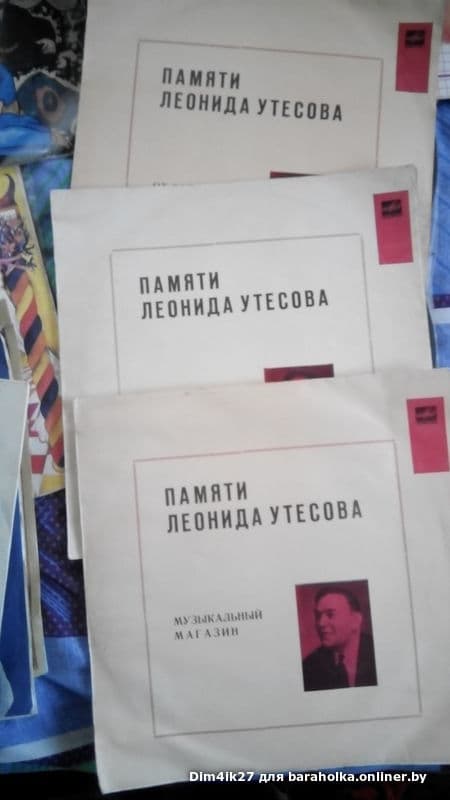 ПАМЯТИ
ЛЕОНИДА УТЕСОВА
ПАМЯТИ
ЛЕОНИДА УТЕСОВА
ПАМЯТИ
ЛЕОНИДА УТЕСОВА
МУЗЫКАЛЬНЫЙ
МАГАЗИН
Dim4ik27 для baraholka.onliner.by